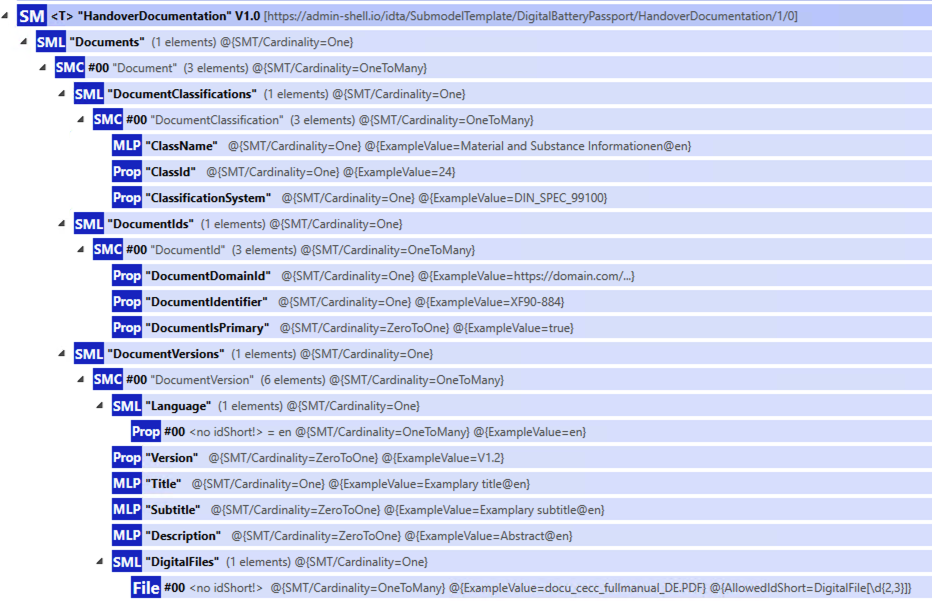 SM <T> "HandoverDocumentation" V1.0 [https://admin-shell.io/idta/SubmodelTemplate/DigitalBatteryPassport/HandoverDocumentation/1/0]
SML "Documents" (1 elements) @{SMT/Cardinality=One}
SMC #00 "Document" (3 elements) @{SMT/Cardinality=OneToMany}
SML "DocumentClassifications" (1 elements) @{SMT/Cardinality=One}
SMC #00 "DocumentClassification" (3 elements) @{SMT/Cardinality=OneToMany}
MLP "ClassName" @{SMT/Cardinality=One} @{ExampleValue=Material and Substance Informationen@en}
Prop "ClassId" @{SMT/Cardinality=One} @{ExampleValue=24}
Prop "ClassificationSystem" @{SMT/Cardinality=One} @{ExampleValue=DIN_SPEC_99100}
SML "DocumentIds" (1 elements) @{SMT/Cardinality=One}
SMC #00 "DocumentId" (3 elements) @{SMT/Cardinality=OneToMany}
Prop "DocumentDomainId" @{SMT/Cardinality=One} @{ExampleValue=https://domain.com/...}
Prop "DocumentIdentifier" @{SMT/Cardinality=One} @{ExampleValue=XF90-884}
Prop "DocumentIsPrimary" @{SMT/Cardinality=ZeroToOne} @{ExampleValue=true}
SML "DocumentVersions" (1 elements) @{SMT/Cardinality=One}
SMC #00 "DocumentVersion" (6 elements) @{SMT/Cardinality=OneToMany}
SML "Language" (1 elements) @{SMT/Cardinality=One}
Prop #00 <no idShort!> = en @{SMT/Cardinality=OneToMany} @{ExampleValue=en}
Prop "Version" @{SMT/Cardinality=ZeroToOne} @{ExampleValue=V1.2}
MLP "Title" @{SMT/Cardinality=One} @{ExampleValue=Examplary title@en}
MLP "Subtitle" @{SMT/Cardinality=ZeroToOne} @{ExampleValue=Examplary subtitle@en}
MLP "Description" @{SMT/Cardinality=ZeroToOne} @{ExampleValue=Abstract@en}
SML "DigitalFiles" (1 elements) @{SMT/Cardinality=One}
File #00 <no idShort!> @{SMT/Cardinality=OneToMany} @{ExampleValue=docu_cecc_fullmanual_DE.PDF} @{AllowedIdShort=DigitalFile[\d{2,3}]}